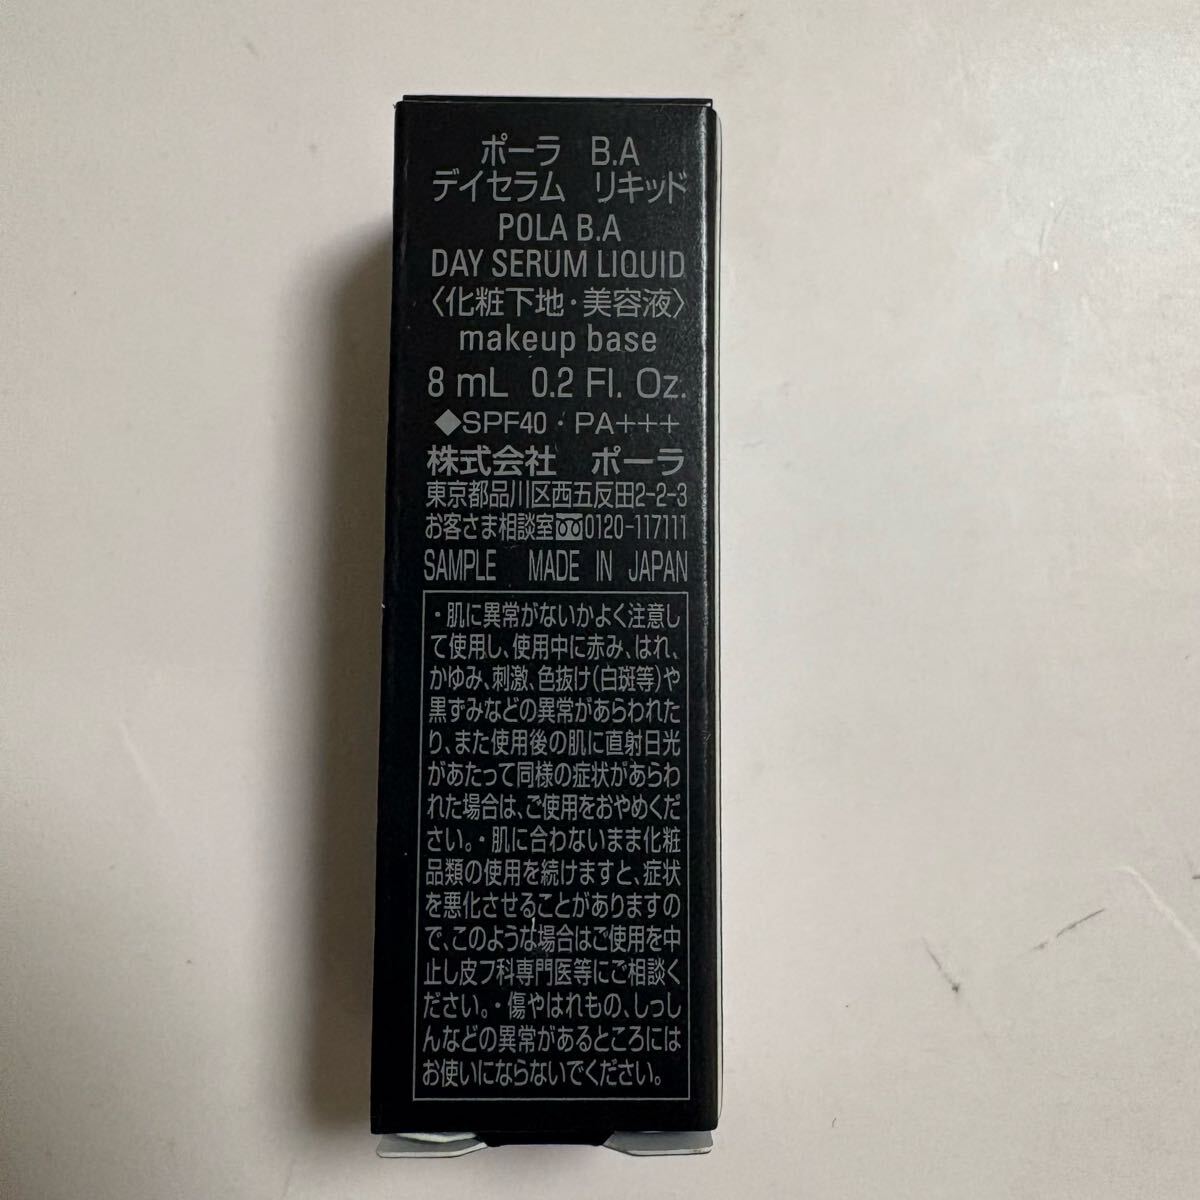 ポーラ B.A
デイセラム リキッド
POLA B.A
DAY SERUM LIQUID
〈化粧下地・美容液〉
makeup base
8 mL 0.2 Fl. Oz.
◆SPF40・PA+++
株式会社 ポーラ
東京都品川区西五反田2-2-3
お客さま相談室0120-117111
SAMPLE MADE IN JAPAN
・肌に異常がないかよく注意し
て使用し、使用中に赤み、はれ、
かゆみ、刺激、色抜け(白斑等)や
黒ずみなどの異常があらわれた
り、また使用後の肌に直射日光
があたって同様の症状があらわ
れた場合は、ご使用をおやめくだ
さい。・肌に合わないまま化粧
品類の使用を続けますと、症状
を悪化させることがありますの
で、このような場合はご使用を中
止し皮フ科専門医等にご相談く
ださい。・傷やはれもの、しっし
んなどの異常があるところには
お使いにならないでください。